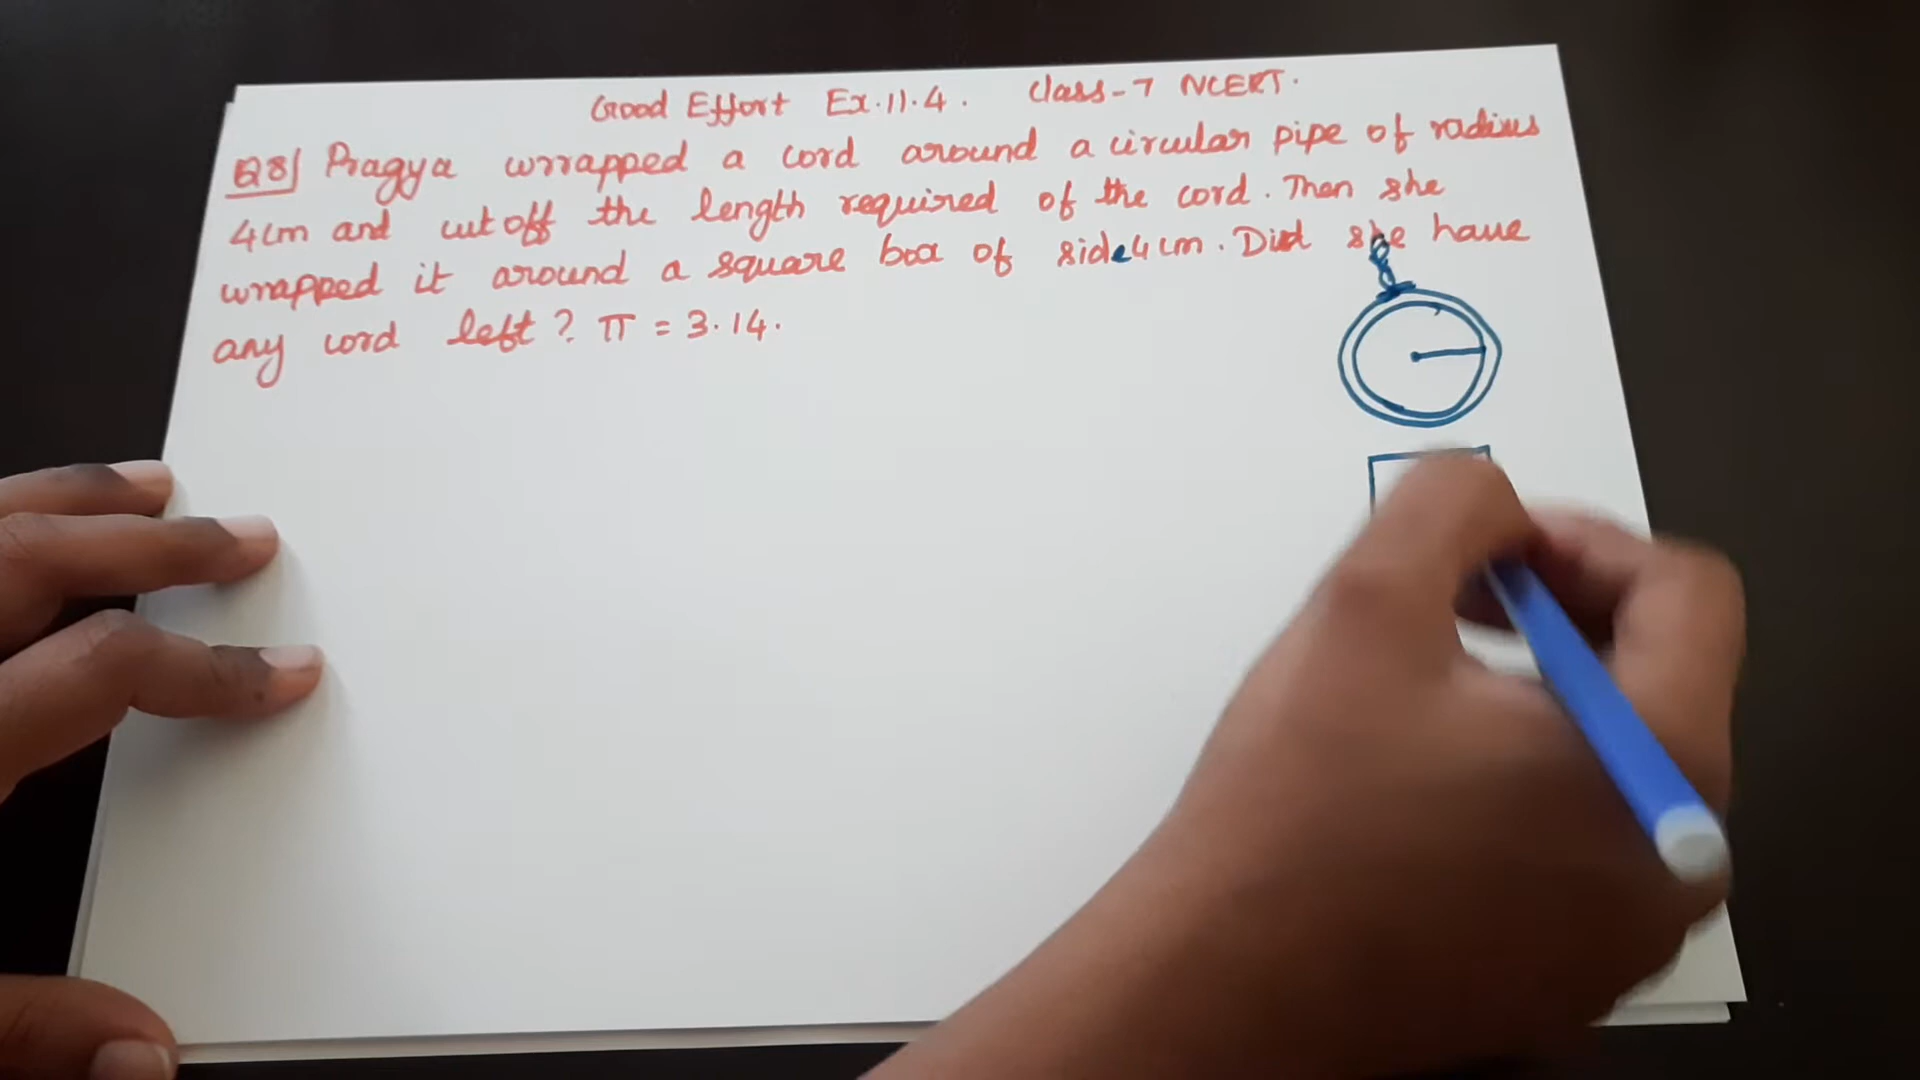 Good Effort Ex.11.4. Class-7 NCERT.
Q8) Pragya wrapped a cord around a circular pipe of radius
4cm and cut off the length required of the cord. Then she
wrapped it around a square box of side 4cm. Did she have
any cord left? π = 3.14.